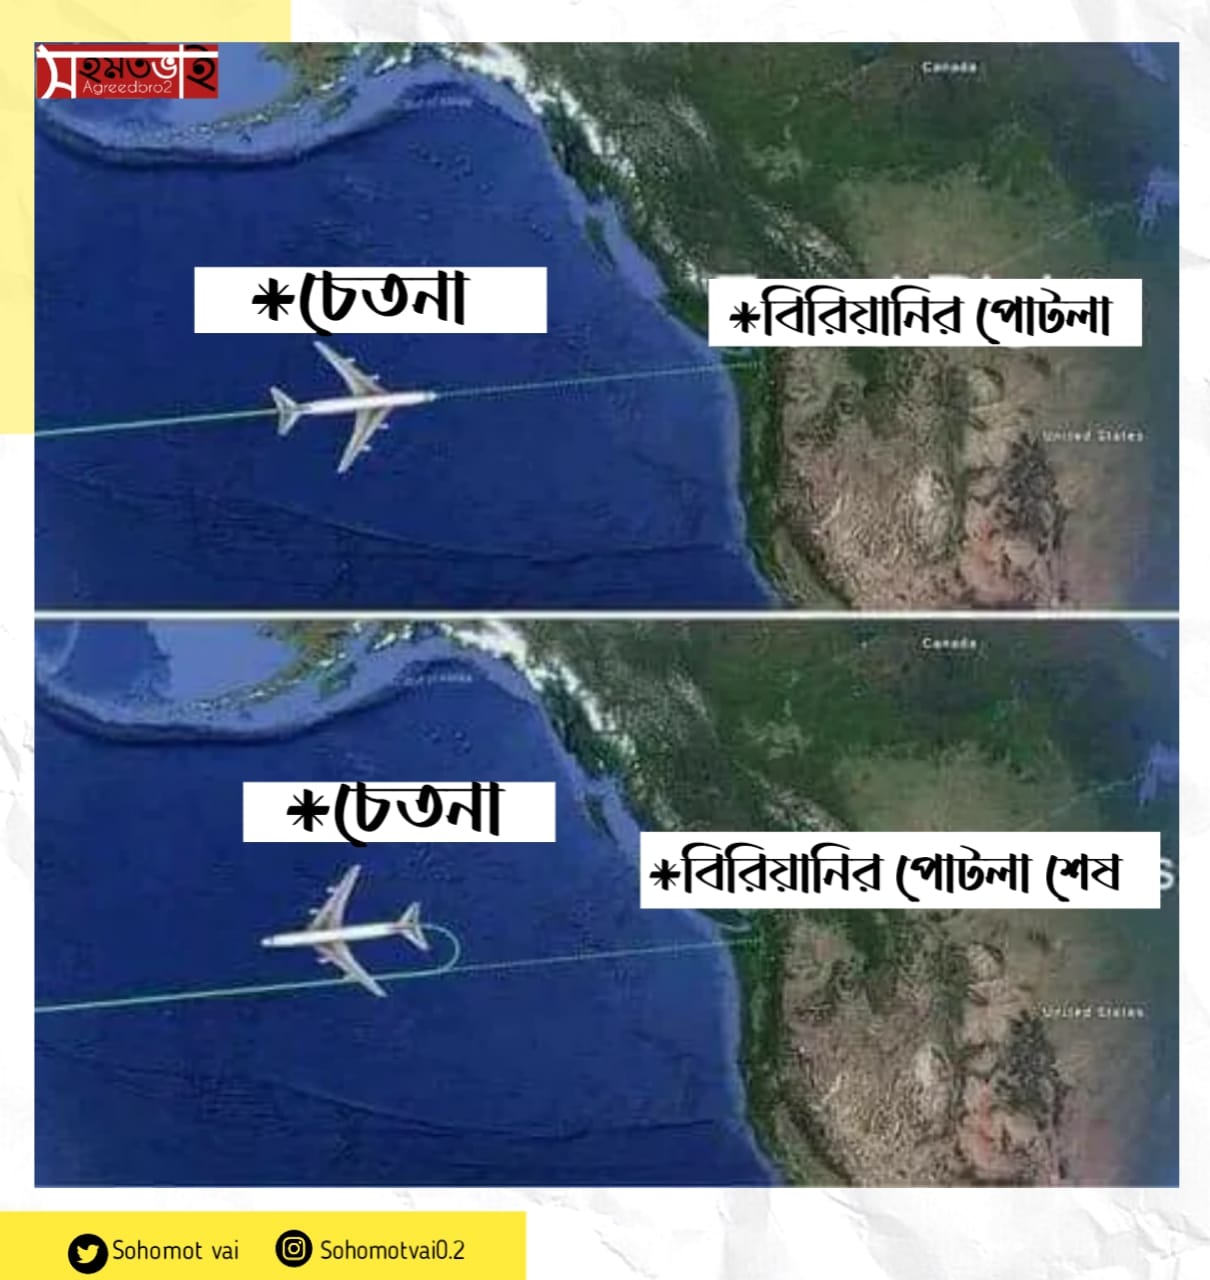 সহমতভাই
Agreedbro2
Canada
*চেতনা
*বিরিয়ানির পোটলা
United States
Canada
*চেতনা
*বিরিয়ানির পোটলা শেষ
United States
Sohomot vai
Sohomotvai0.2